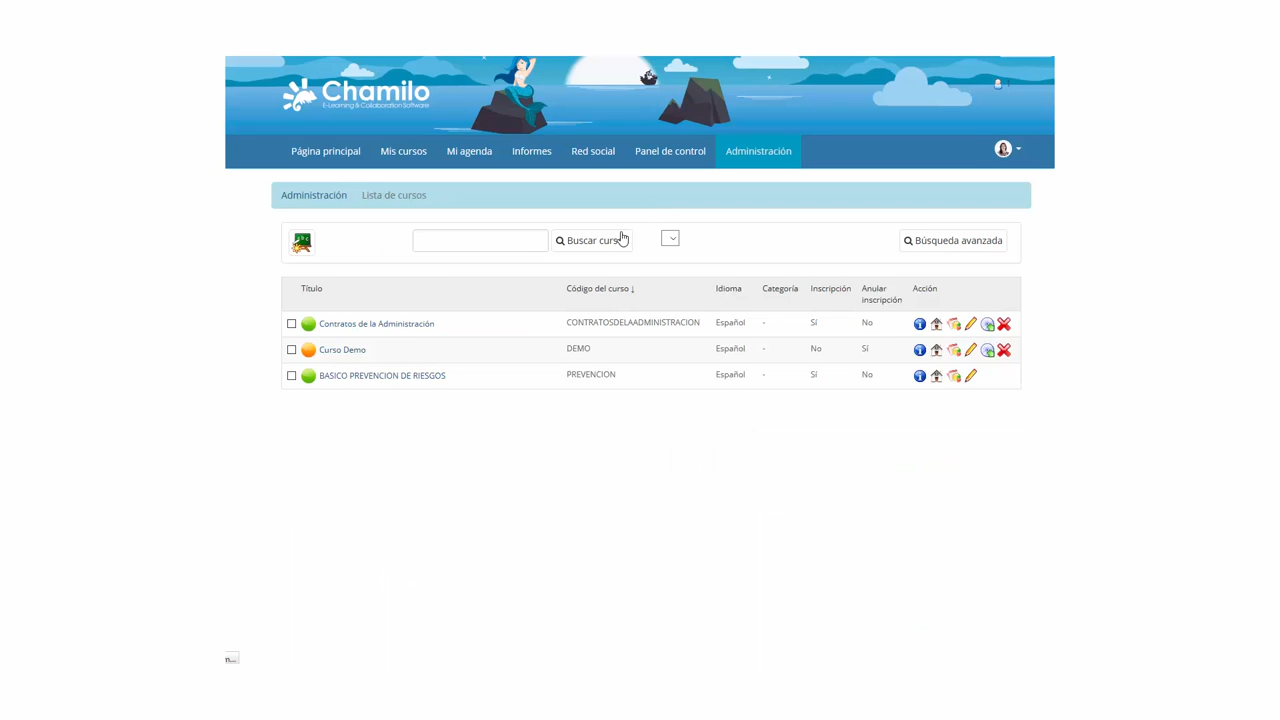 Chamilo
E-Learning & Collaboration Software
Página principal Mis cursos Mi agenda Informes Red social Panel de control Administración
Administración Lista de cursos
Buscar curso Búsqueda avanzada
Título Código del curso ↓ Idioma Categoría Inscripción Anular inscripción Acción
Contratos de la Administración CONTRATOSDELAADMINISTRACION Español - Sí No
Curso Demo DEMO Español - No Sí
BASICO PREVENCION DE RIESGOS PREVENCION Español - Sí No